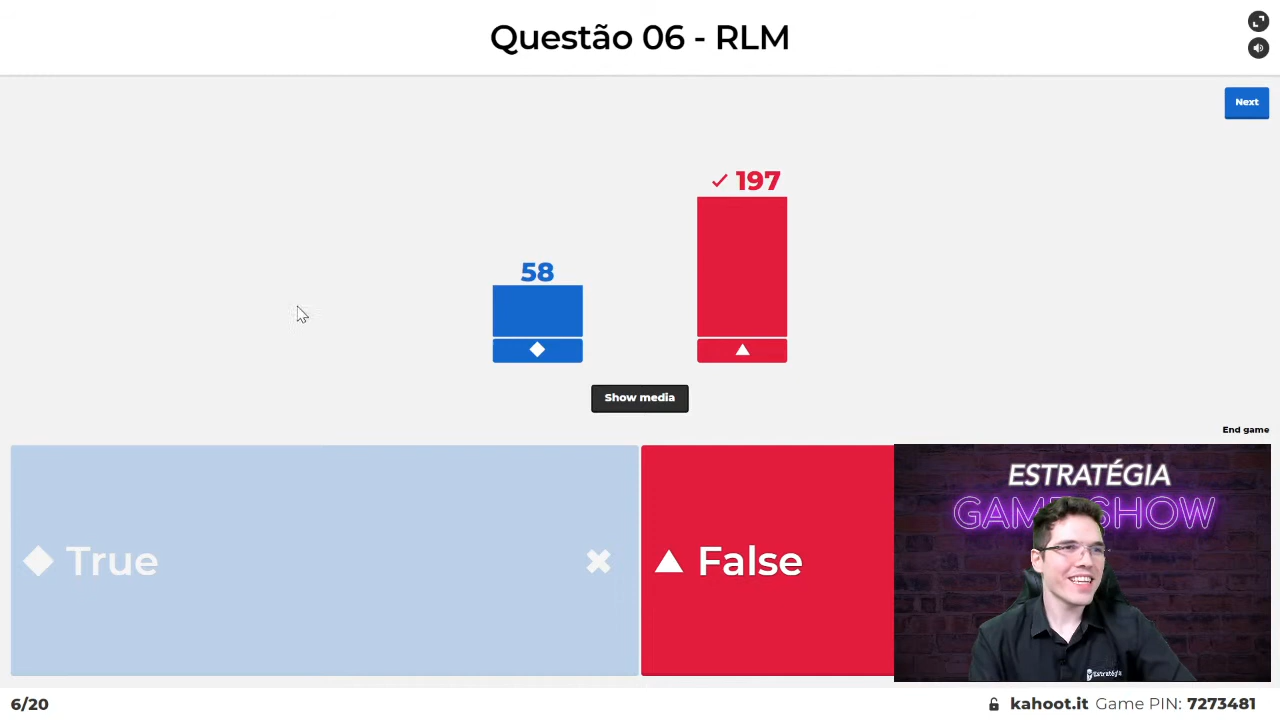 Questão 06 - RLM
Next
197
58
Show media
End game
True
False
ESTRATÉGIA
GAME SHOW
Estratégia
6/20
kahoot.it Game PIN: 7273481